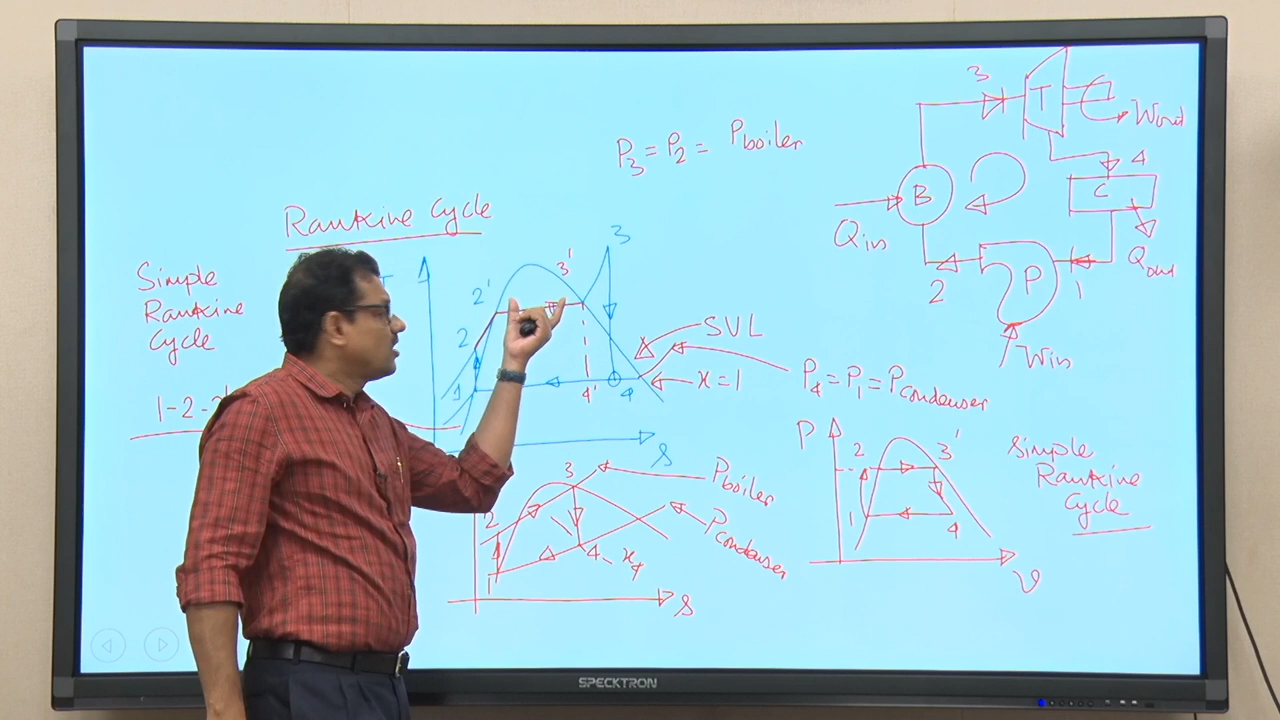 P3 = P2 = Pboiler
Rankine Cycle
Simple
Rankine
Cycle
1-2-
T
3
3'
2'
2
1
4'
4
s
SVL
x=1
P4 = P1 = Pcondenser
3
T
Wout
4
B
C
Qin
Qout
2
P
1
Win
3
Pboiler
2
Pcondenser
4-x4
1
s
P
2
3'
1
4
v
Simple
Rankine
Cycle
SPECKTRON